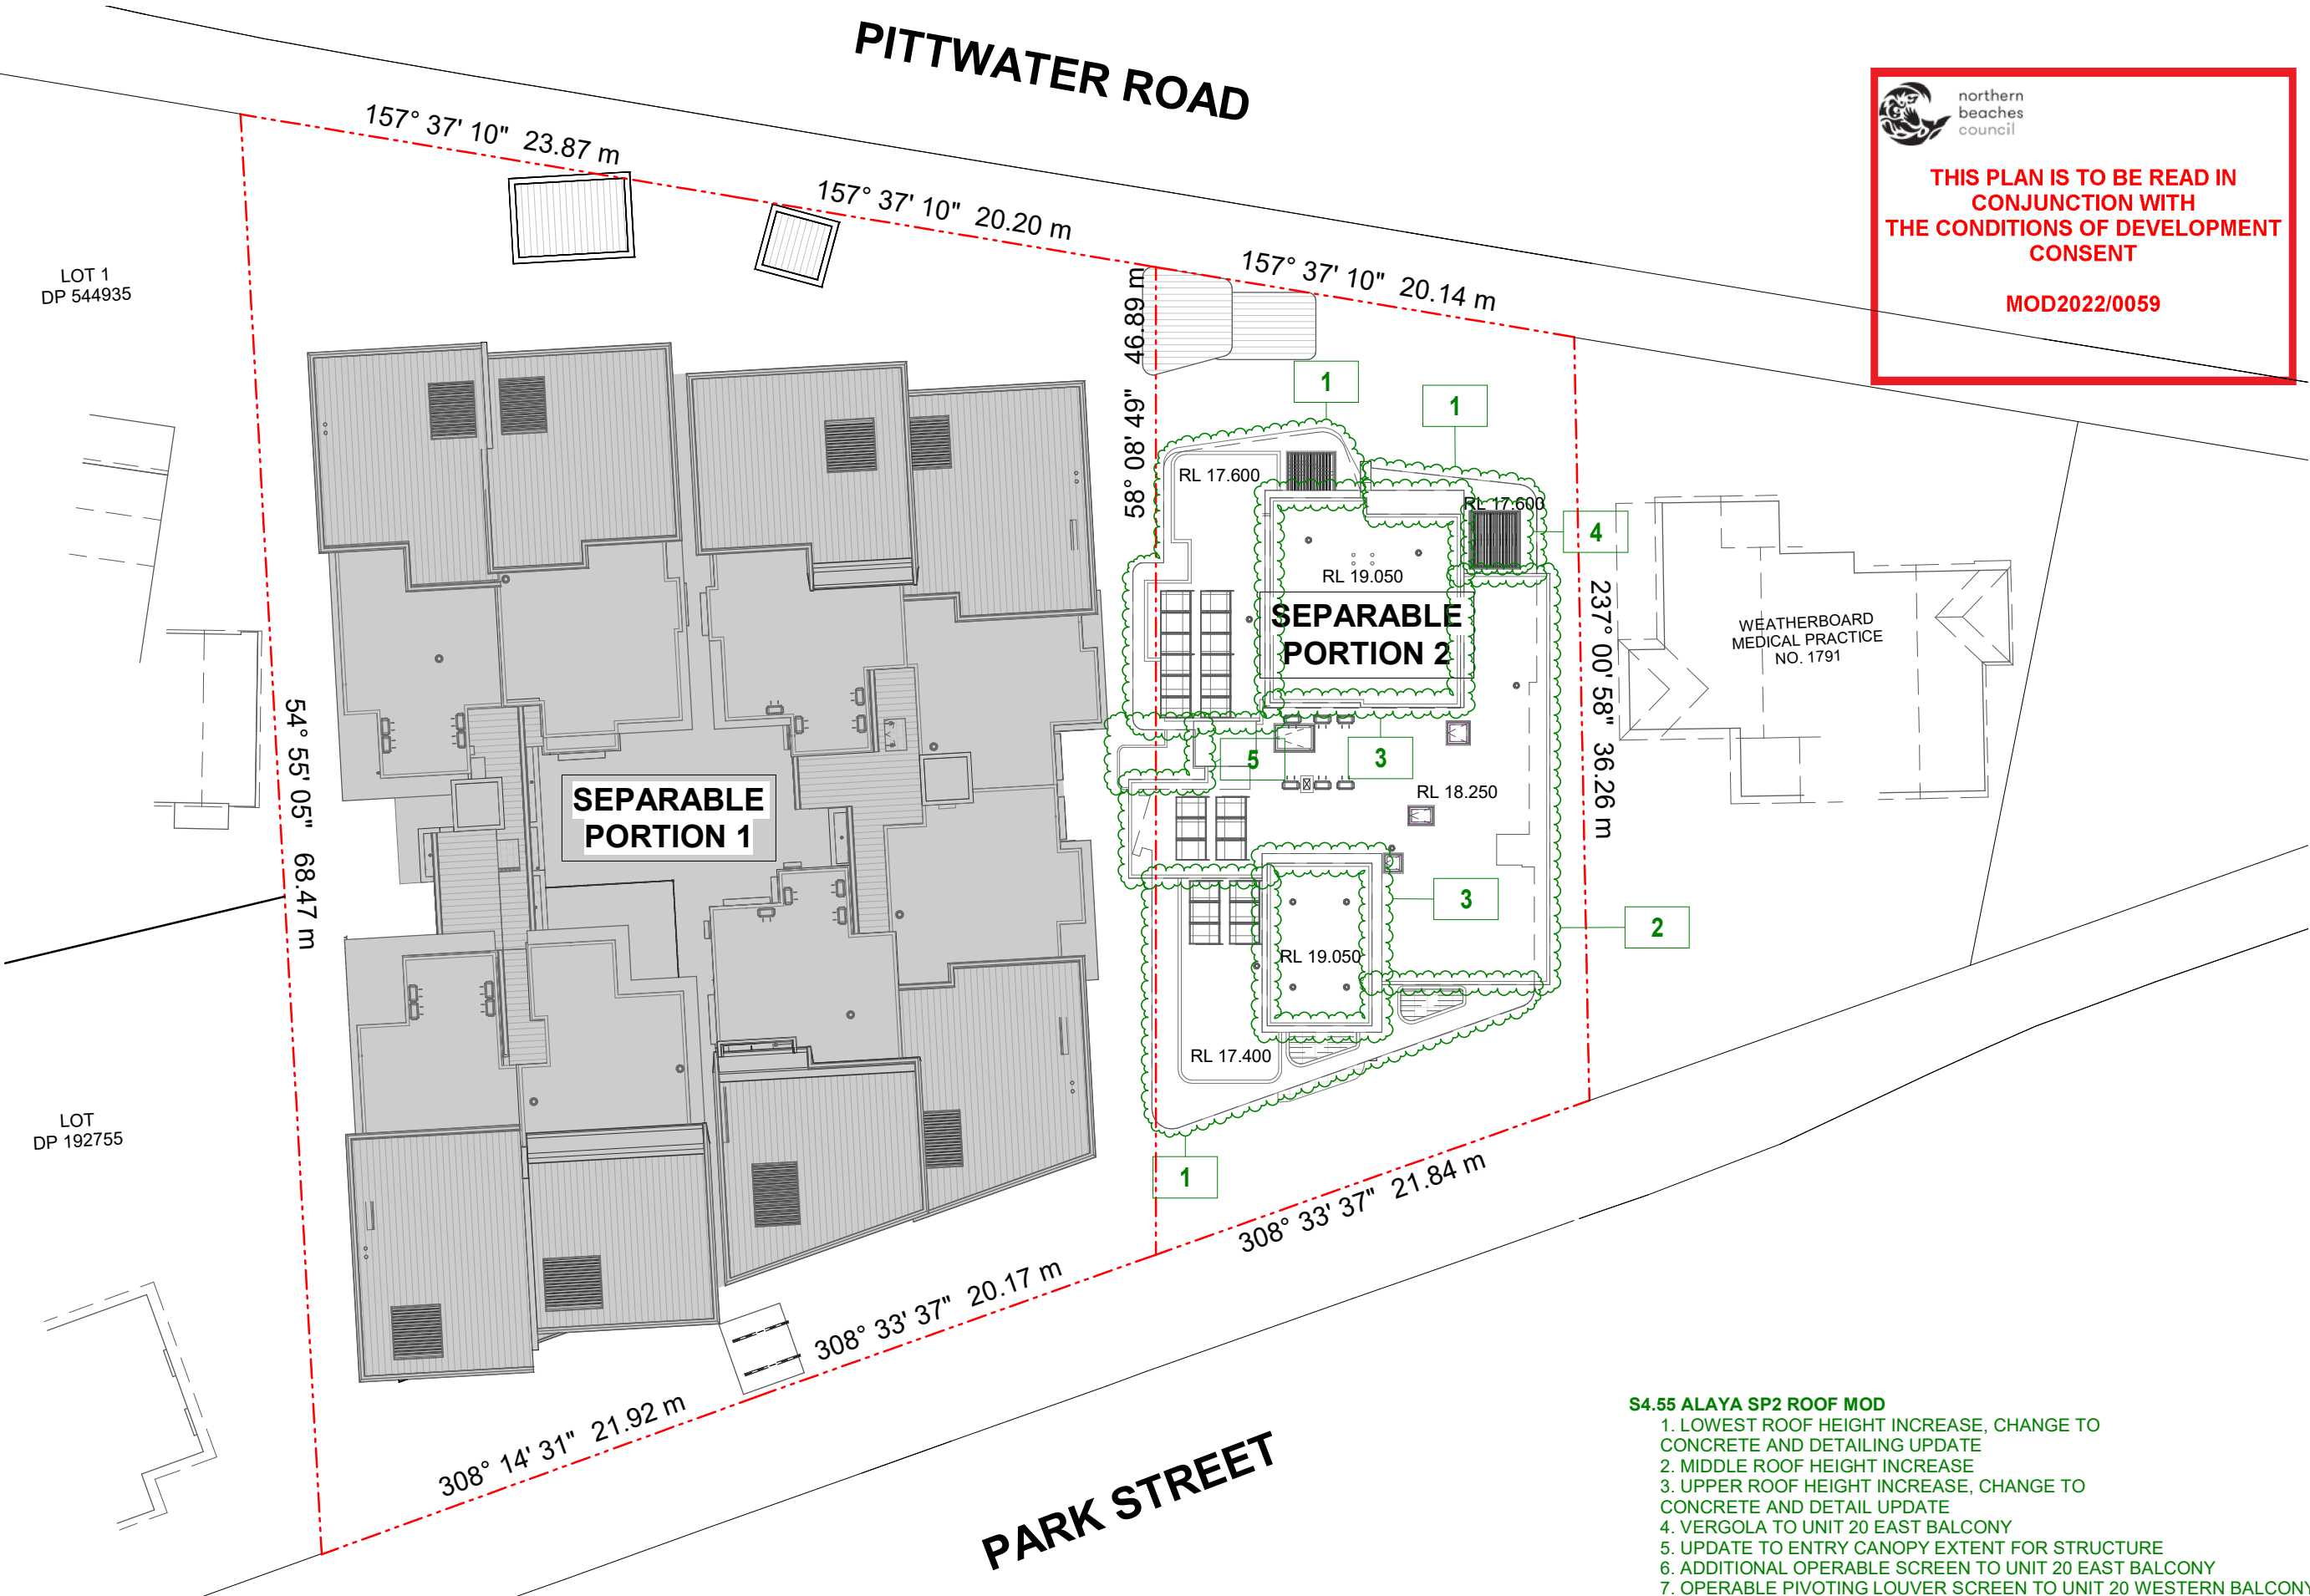 PITTWATER ROAD
northern
beaches
council
THIS PLAN IS TO BE READ IN
CONJUNCTION WITH
THE CONDITIONS OF DEVELOPMENT
CONSENT
MOD2022/0059
157° 37' 10" 23.87 m
157° 37' 10" 20.20 m
157° 37' 10" 20.14 m
LOT 1
DP 544935
58° 08' 49" 46.89 m
1
1
RL 17.600
RL 17.600
4
RL 19.050
SEPARABLE
PORTION 2
237° 00' 58" 36.26 m
WEATHERBOARD
MEDICAL PRACTICE
NO. 1791
54° 55' 05" 68.47 m
SEPARABLE
PORTION 1
5
3
RL 18.250
3
2
RL 19.050
RL 17.400
LOT
DP 192755
1
308° 33' 37" 21.84 m
308° 33' 37" 20.17 m
308° 14' 31" 21.92 m
PARK STREET
S4.55 ALAYA SP2 ROOF MOD
1. LOWEST ROOF HEIGHT INCREASE, CHANGE TO
CONCRETE AND DETAILING UPDATE
2. MIDDLE ROOF HEIGHT INCREASE
3. UPPER ROOF HEIGHT INCREASE, CHANGE TO
CONCRETE AND DETAIL UPDATE
4. VERGOLA TO UNIT 20 EAST BALCONY
5. UPDATE TO ENTRY CANOPY EXTENT FOR STRUCTURE
6. ADDITIONAL OPERABLE SCREEN TO UNIT 20 EAST BALCONY
7. OPERABLE PIVOTING LOUVER SCREEN TO UNIT 20 WESTERN BALCONY